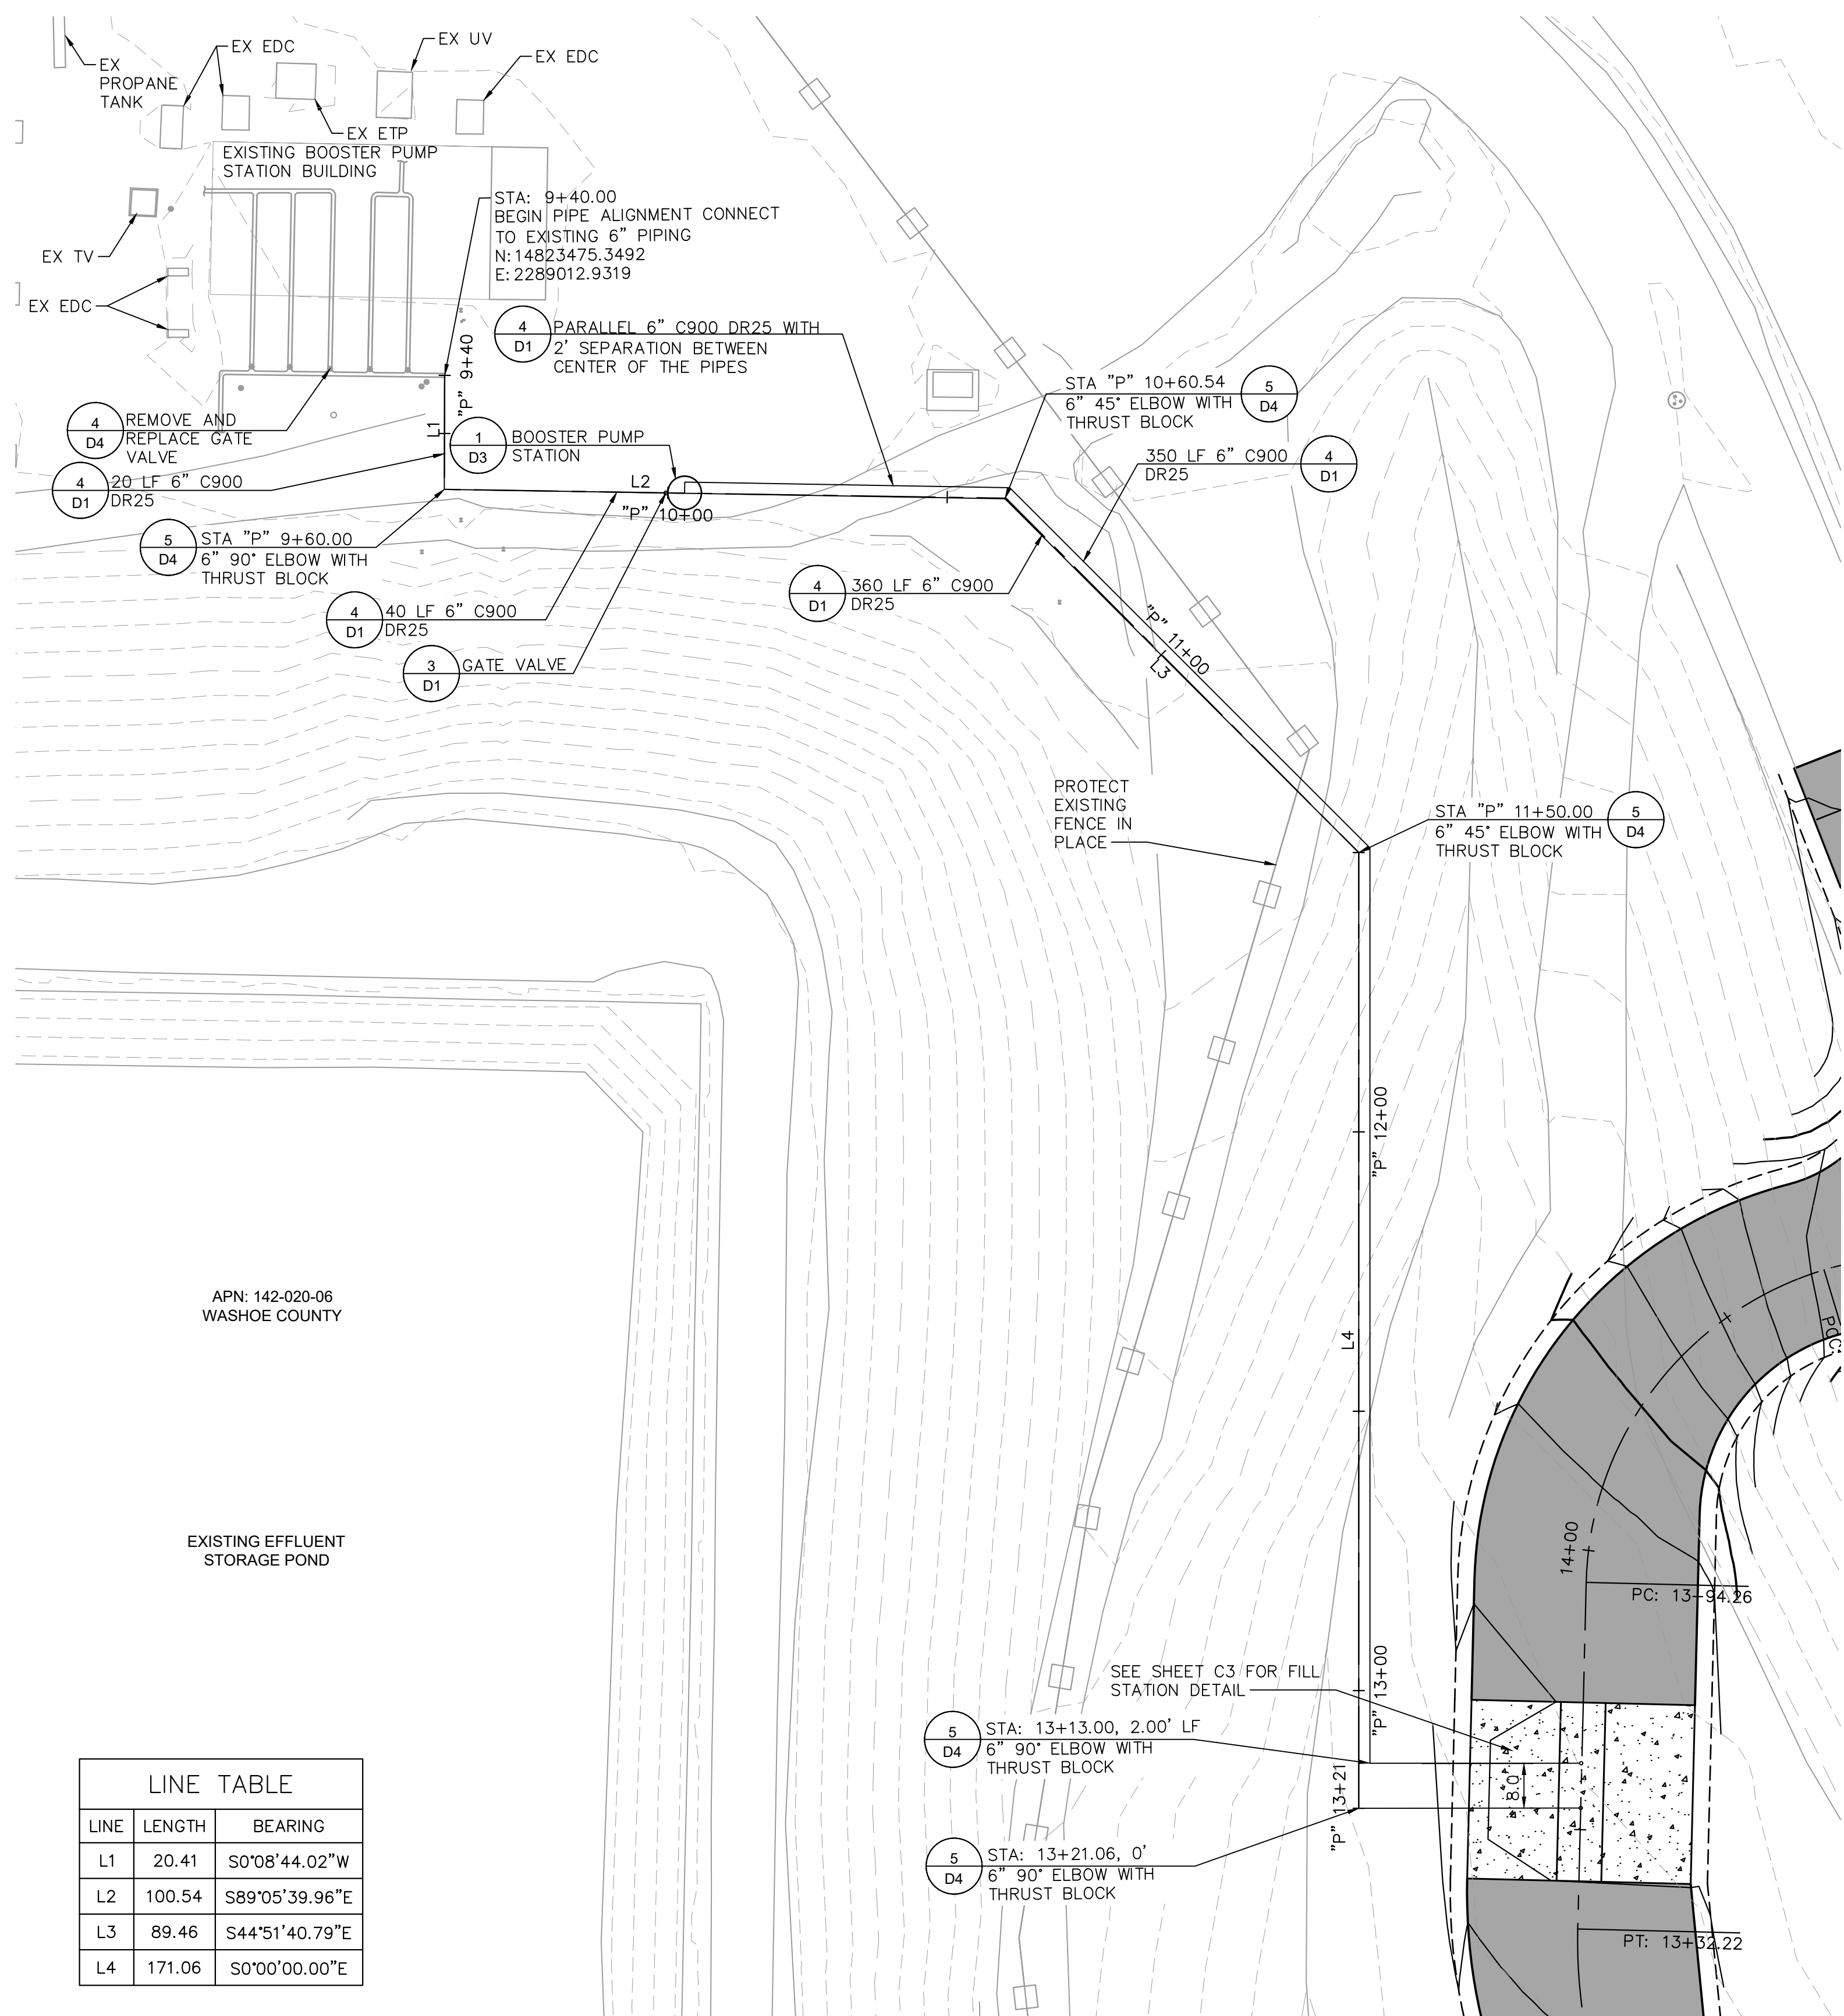 EX EDC
EX UV
EX EDC
EX
PROPANE
TANK
EX ETP
EXISTING BOOSTER PUMP
STATION BUILDING
STA: 9+40.00
BEGIN PIPE ALIGNMENT CONNECT
TO EXISTING 6" PIPING
N:14823475.3492
E:2289012.9319
EX TV
EX EDC
4
D1
PARALLEL 6" C900 DR25 WITH
2' SEPARATION BETWEEN
CENTER OF THE PIPES
"P" 9+40
L1
STA "P" 10+60.54
6" 45° ELBOW WITH
THRUST BLOCK
5
D4
4
D4
REMOVE AND
REPLACE GATE
VALVE
1
D3
BOOSTER PUMP
STATION
350 LF 6" C900
DR25
4
D1
4
D1
20 LF 6" C900
DR25
L2
"P" 10+00
5
D4
STA "P" 9+60.00
6" 90° ELBOW WITH
THRUST BLOCK
4
D1
360 LF 6" C900
DR25
4
D1
40 LF 6" C900
DR25
"P" 11+00
L3
3
D1
GATE VALVE
PROTECT
EXISTING
FENCE IN
PLACE
STA "P" 11+50.00
6" 45° ELBOW WITH
THRUST BLOCK
5
D4
"P" 12+00
APN: 142-020-06
WASHOE COUNTY
L4
PCC:
EXISTING EFFLUENT
STORAGE POND
14+00
PC: 13+94.26
SEE SHEET C3 FOR FILL
STATION DETAIL
"P" 13+00
5
D4
STA: 13+13.00, 2.00' LF
6" 90° ELBOW WITH
THRUST BLOCK
8.0'
"P" 13+21
5
D4
STA: 13+21.06, 0'
6" 90° ELBOW WITH
THRUST BLOCK
PT: 13+32.22
LINE TABLE
LINE LENGTH BEARING
L1 20.41 S0°08'44.02"W
L2 100.54 S89°05'39.96"E
L3 89.46 S44°51'40.79"E
L4 171.06 S0°00'00.00"E